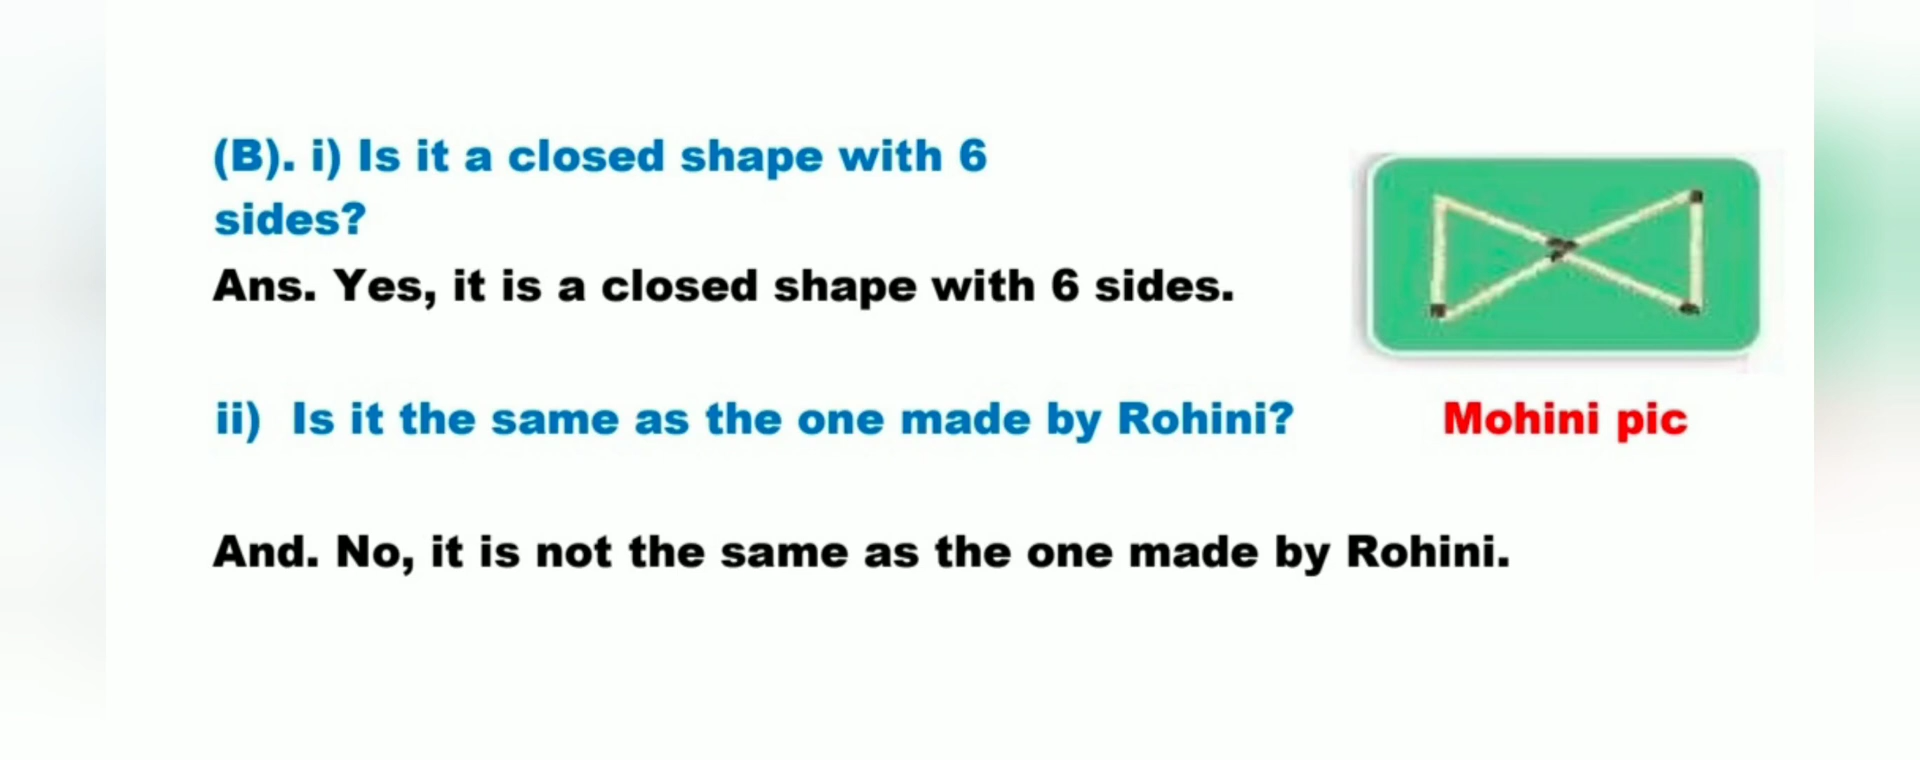 (B). i) Is it a closed shape with 6
sides?
Ans. Yes, it is a closed shape with 6 sides.
ii) Is it the same as the one made by Rohini?
Mohini pic
And. No, it is not the same as the one made by Rohini.